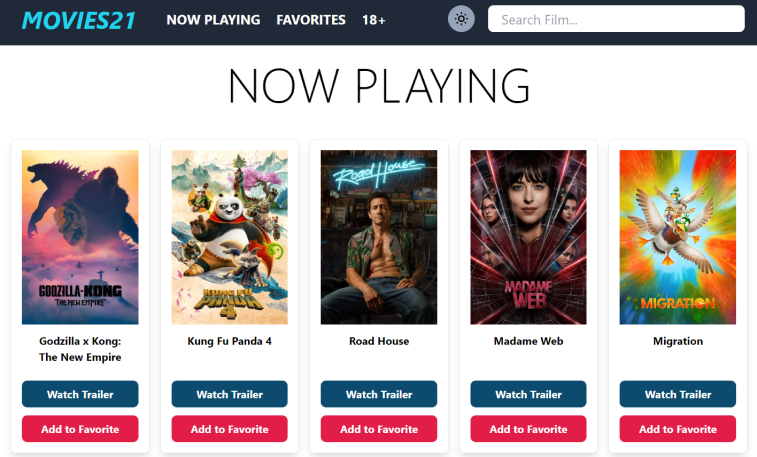 MOVIES21 NOW PLAYING FAVORITES 18+ Search Film...
NOW PLAYING
GODZILLA x KONG
THE NEW EMPIRE
KUNG FU
PANDA
4
Road House
MADAME
WEB
MIGRATION
Godzilla x Kong:
The New Empire
Kung Fu Panda 4
Road House
Madame Web
Migration
Watch Trailer Watch Trailer Watch Trailer Watch Trailer Watch Trailer
Add to Favorite Add to Favorite Add to Favorite Add to Favorite Add to Favorite